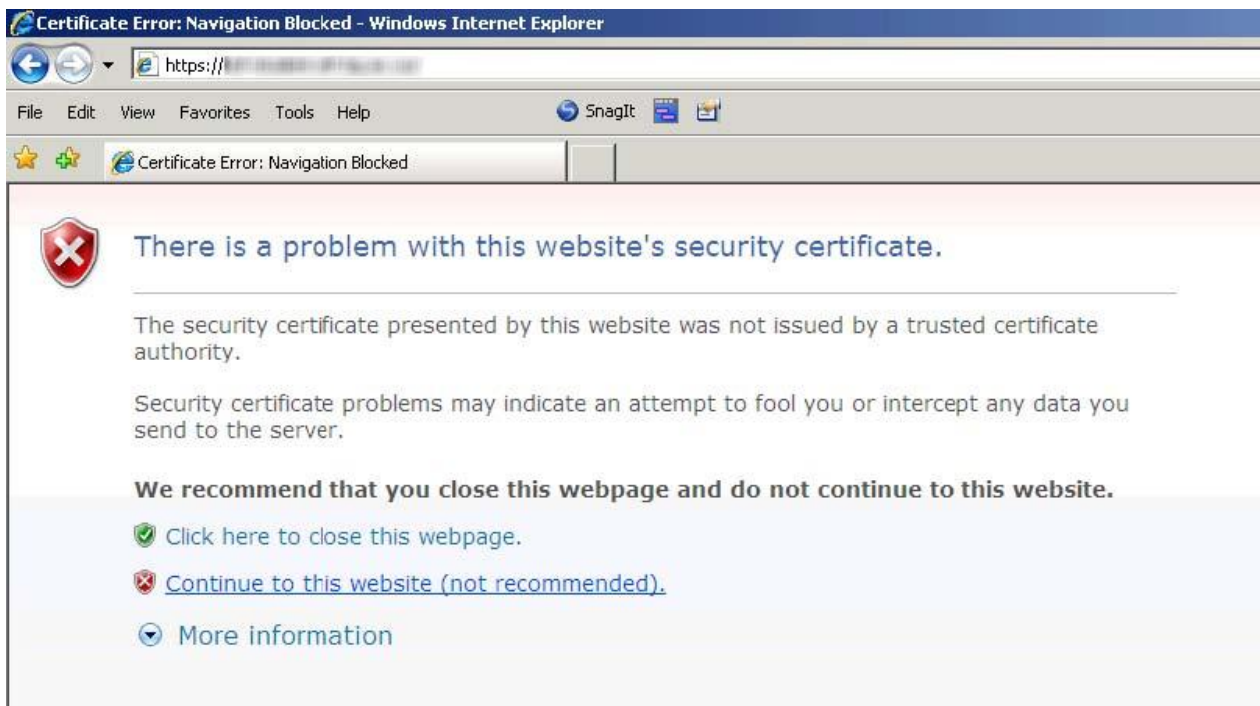 Certificate Error: Navigation Blocked - Windows Internet Explorer
https://
File Edit View Favorites Tools Help SnagIt
Certificate Error: Navigation Blocked
There is a problem with this website's security certificate.
The security certificate presented by this website was not issued by a trusted certificate
authority.
Security certificate problems may indicate an attempt to fool you or intercept any data you
send to the server.
We recommend that you close this webpage and do not continue to this website.
Click here to close this webpage.
Continue to this website (not recommended).
More information